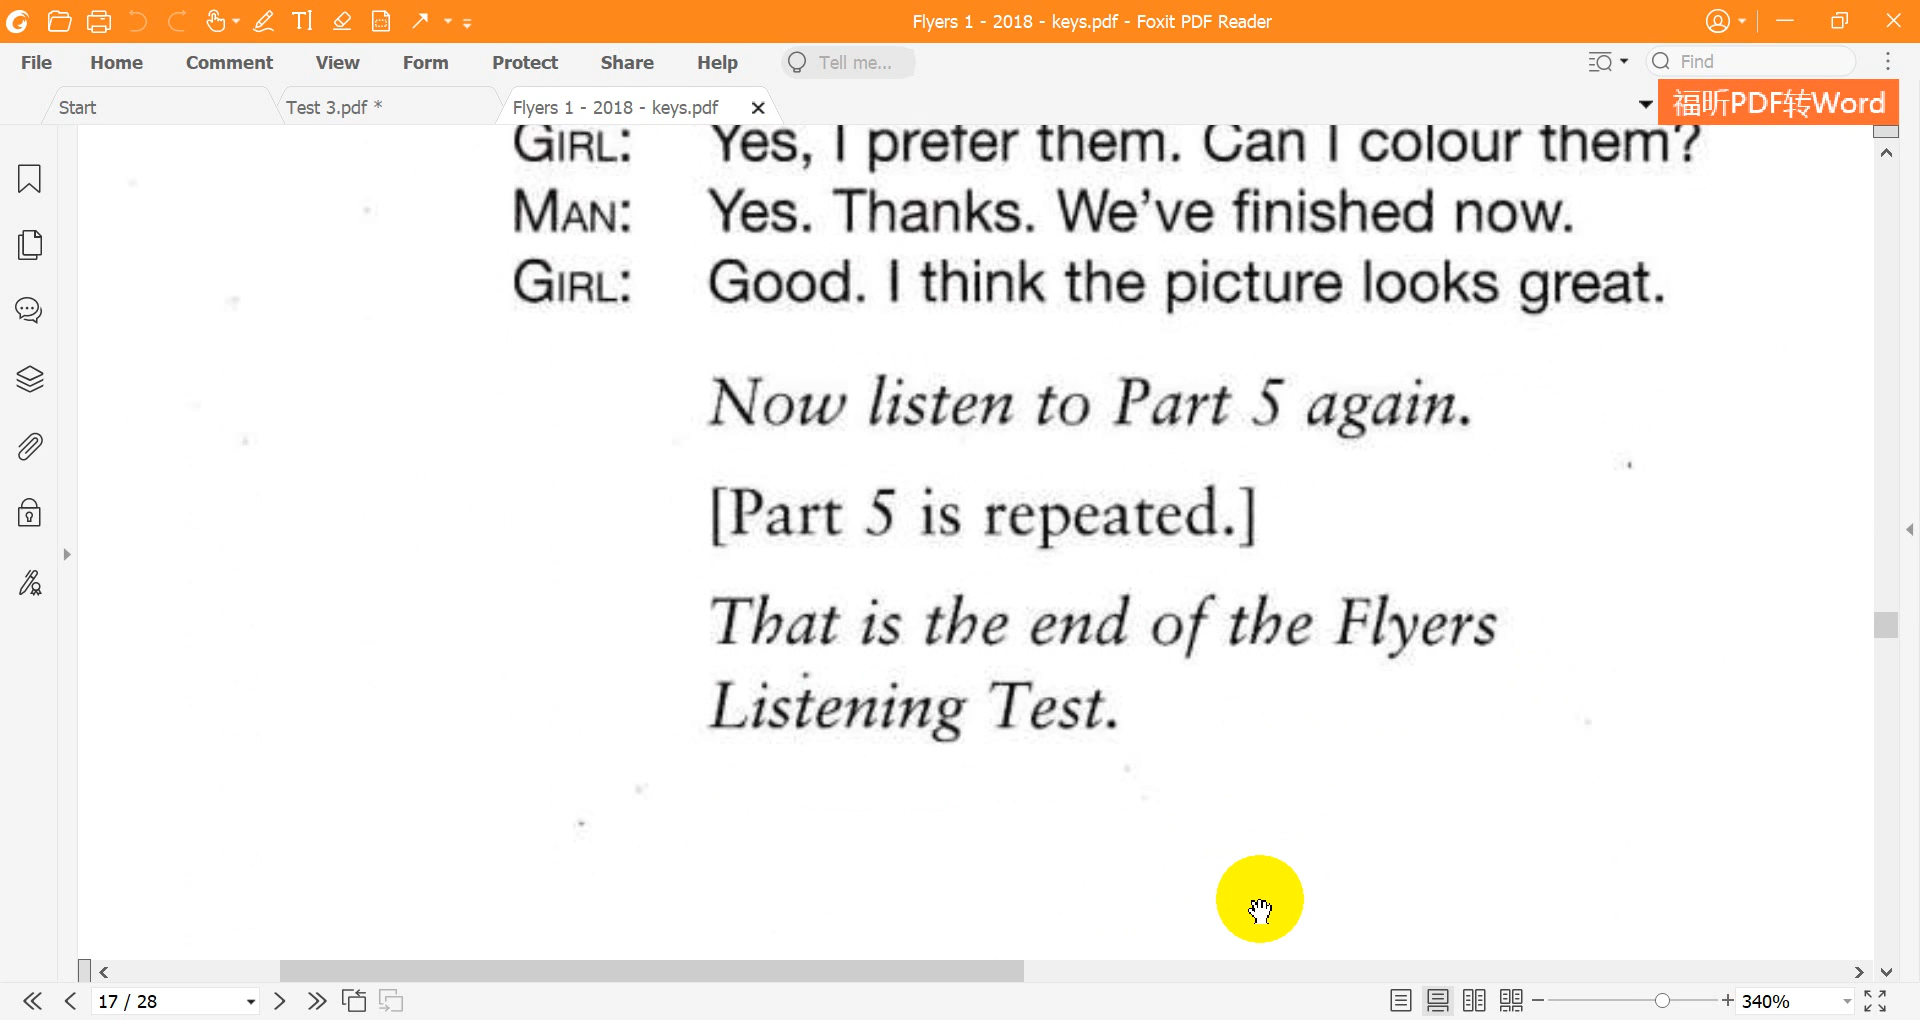 Flyers 1 - 2018 - keys.pdf - Foxit PDF Reader
File Home Comment View Form Protect Share Help Tell me... Find
Start Test 3.pdf * Flyers 1 - 2018 - keys.pdf 福昕PDF转Word
GIRL: Yes, I prefer them. Can I colour them?
MAN: Yes. Thanks. We've finished now.
GIRL: Good. I think the picture looks great.
Now listen to Part 5 again.
[Part 5 is repeated.]
That is the end of the Flyers
Listening Test.
17 / 28 340%